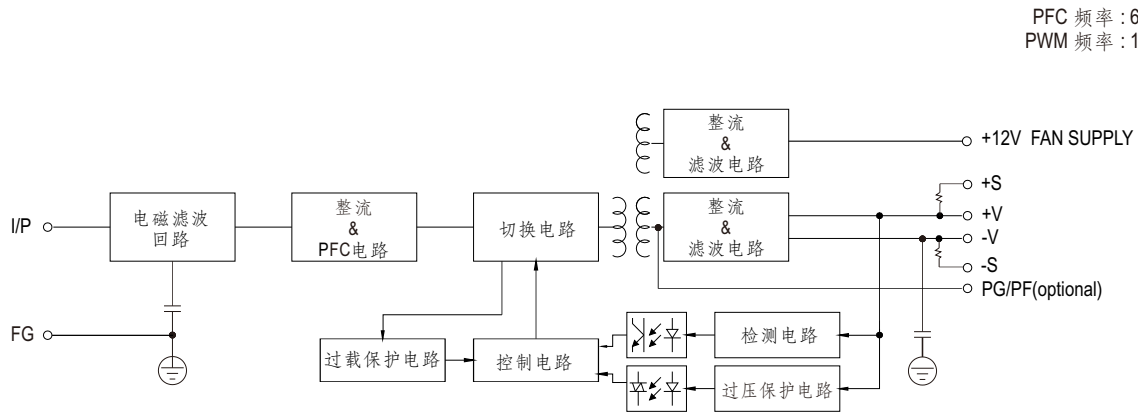 PFC 频率 : 6
PWM 频率 : 1
整流
&
滤波电路
+12V FAN SUPPLY
I/P
电磁滤波
回路
整流
&
PFC电路
切换电路
整流
&
滤波电路
+S
+V
-V
-S
PG/PF(optional)
FG
过载保护电路
控制电路
检测电路
过压保护电路